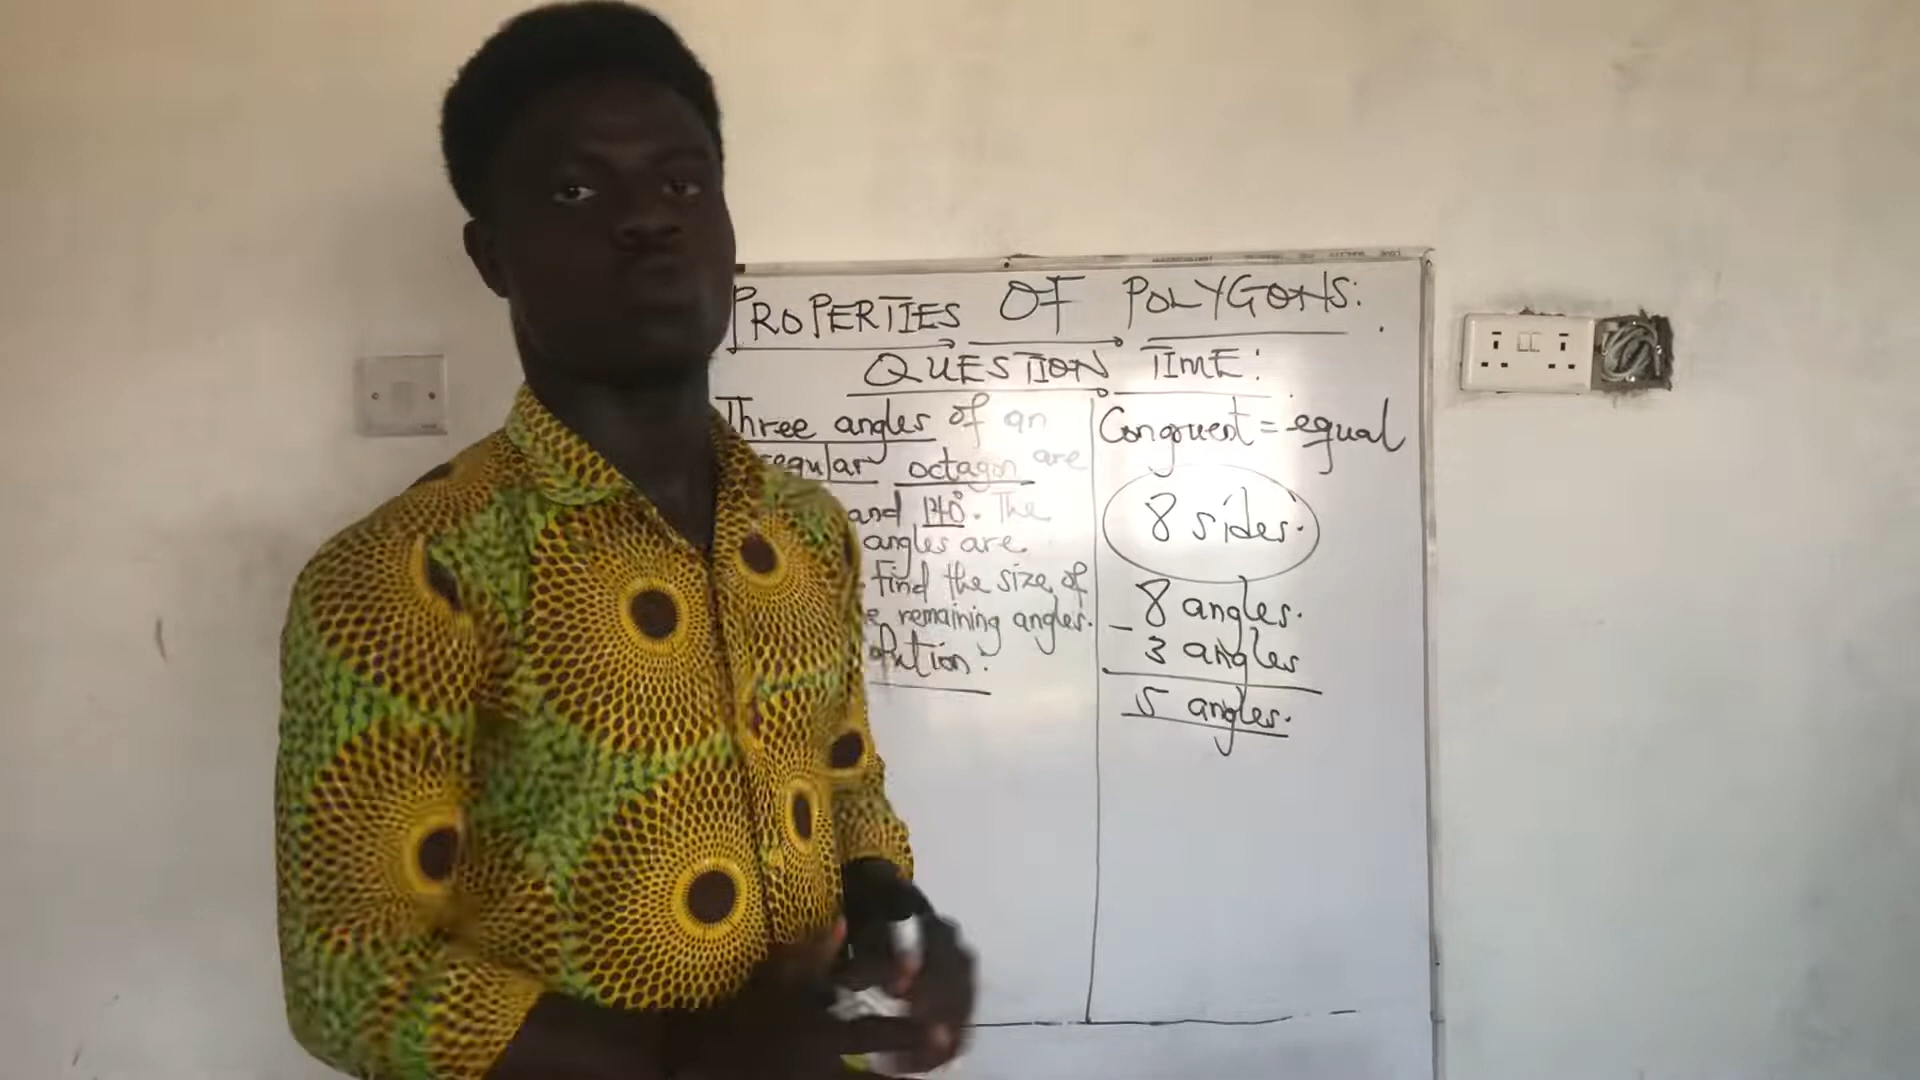 PROPERTIES OF POLYGONS:
QUESTION TIME:
Three angles of an
regular octagon are
and 140°. The
angles are
find the size of
remaining angles.
Congruent = equal
8 sides.
8 angles.
- 3 angles
5 angles.